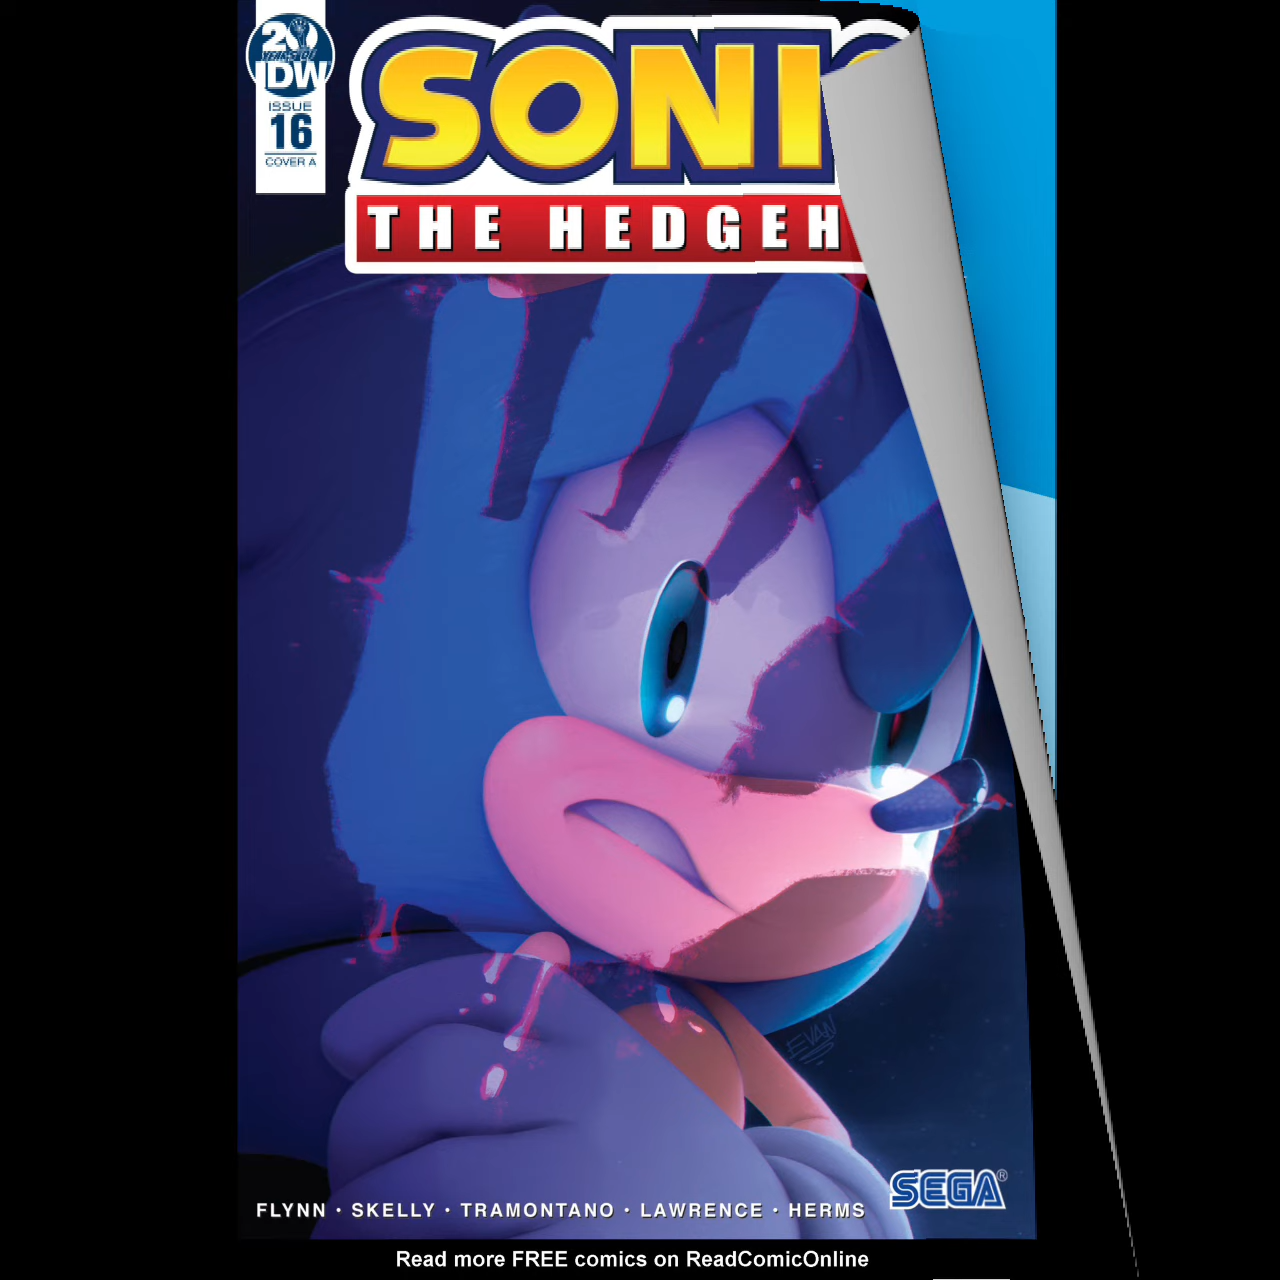 20
YEARS OF
IDW
ISSUE
16
COVER A
SONIC
THE HEDGEH
EVAN
SEGA®
FLYNN · SKELLY · TRAMONTANO · LAWRENCE · HERMS
Read more FREE comics on ReadComicOnline